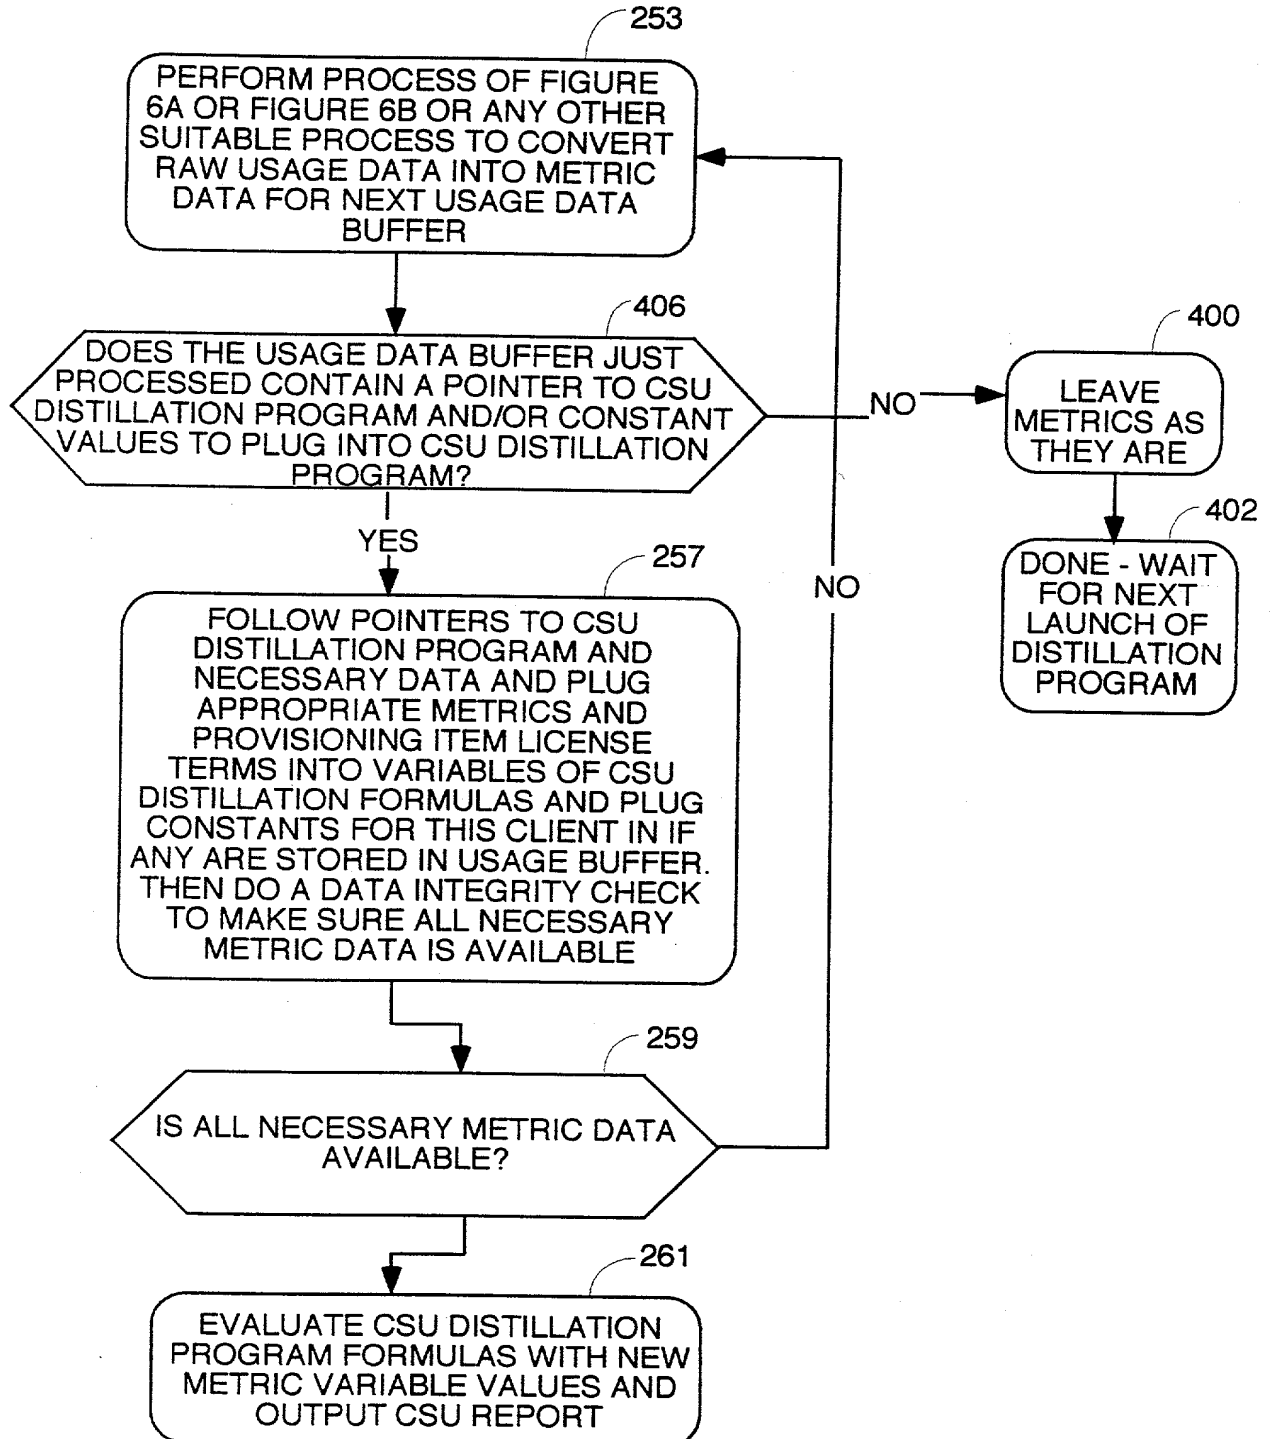 253
PERFORM PROCESS OF FIGURE
6A OR FIGURE 6B OR ANY OTHER
SUITABLE PROCESS TO CONVERT
RAW USAGE DATA INTO METRIC
DATA FOR NEXT USAGE DATA
BUFFER
406
DOES THE USAGE DATA BUFFER JUST
PROCESSED CONTAIN A POINTER TO CSU
DISTILLATION PROGRAM AND/OR CONSTANT
VALUES TO PLUG INTO CSU DISTILLATION
PROGRAM?
NO
400
LEAVE
METRICS AS
THEY ARE
402
DONE - WAIT
FOR NEXT
LAUNCH OF
DISTILLATION
PROGRAM
YES
257
NO
FOLLOW POINTERS TO CSU
DISTILLATION PROGRAM AND
NECESSARY DATA AND PLUG
APPROPRIATE METRICS AND
PROVISIONING ITEM LICENSE
TERMS INTO VARIABLES OF CSU
DISTILLATION FORMULAS AND PLUG
CONSTANTS FOR THIS CLIENT IN IF
ANY ARE STORED IN USAGE BUFFER.
THEN DO A DATA INTEGRITY CHECK
TO MAKE SURE ALL NECESSARY
METRIC DATA IS AVAILABLE
259
IS ALL NECESSARY METRIC DATA
AVAILABLE?
261
EVALUATE CSU DISTILLATION
PROGRAM FORMULAS WITH NEW
METRIC VARIABLE VALUES AND
OUTPUT CSU REPORT